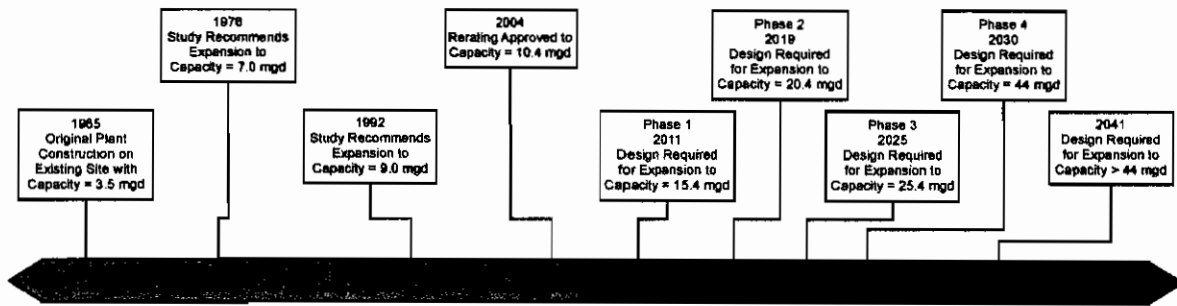 1965
Original Plant
Construction on
Existing Site with
Capacity = 3.5 mgd
1976
Study Recommends
Expansion to
Capacity = 7.0 mgd
1992
Study Recommends
Expansion to
Capacity = 9.0 mgd
2004
Rerating Approved to
Capacity = 10.4 mgd
Phase 1
2011
Design Required
for Expansion to
Capacity = 15.4 mgd
Phase 2
2019
Design Required
for Expansion to
Capacity = 20.4 mgd
Phase 3
2025
Design Required
for Expansion to
Capacity = 25.4 mgd
Phase 4
2030
Design Required
for Expansion to
Capacity = 44 mgd
2041
Design Required
for Expansion to
Capacity > 44 mgd